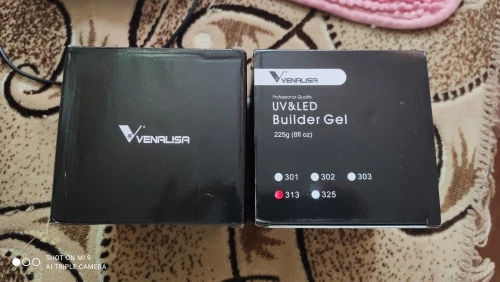 VENALISA
VENALISA
Professional Quality
UV&LED
Builder Gel
225g (8fl oz)
301 302 303
313 325
SHOT ON MI 9
AI TRIPLE CAMERA